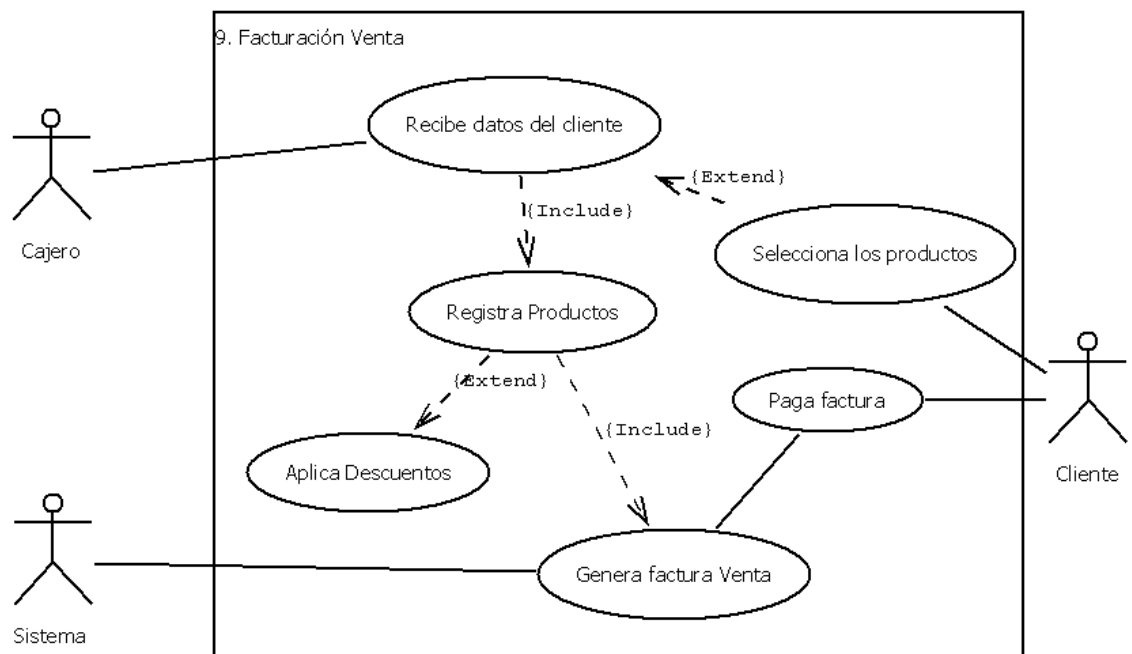 9. Facturación Venta
Recibe datos del cliente
{Extend}
{Include}
Cajero
Selecciona los productos
Registra Productos
{Extend}
Paga factura
{Include}
Aplica Descuentos
Cliente
Genera factura Venta
Sistema